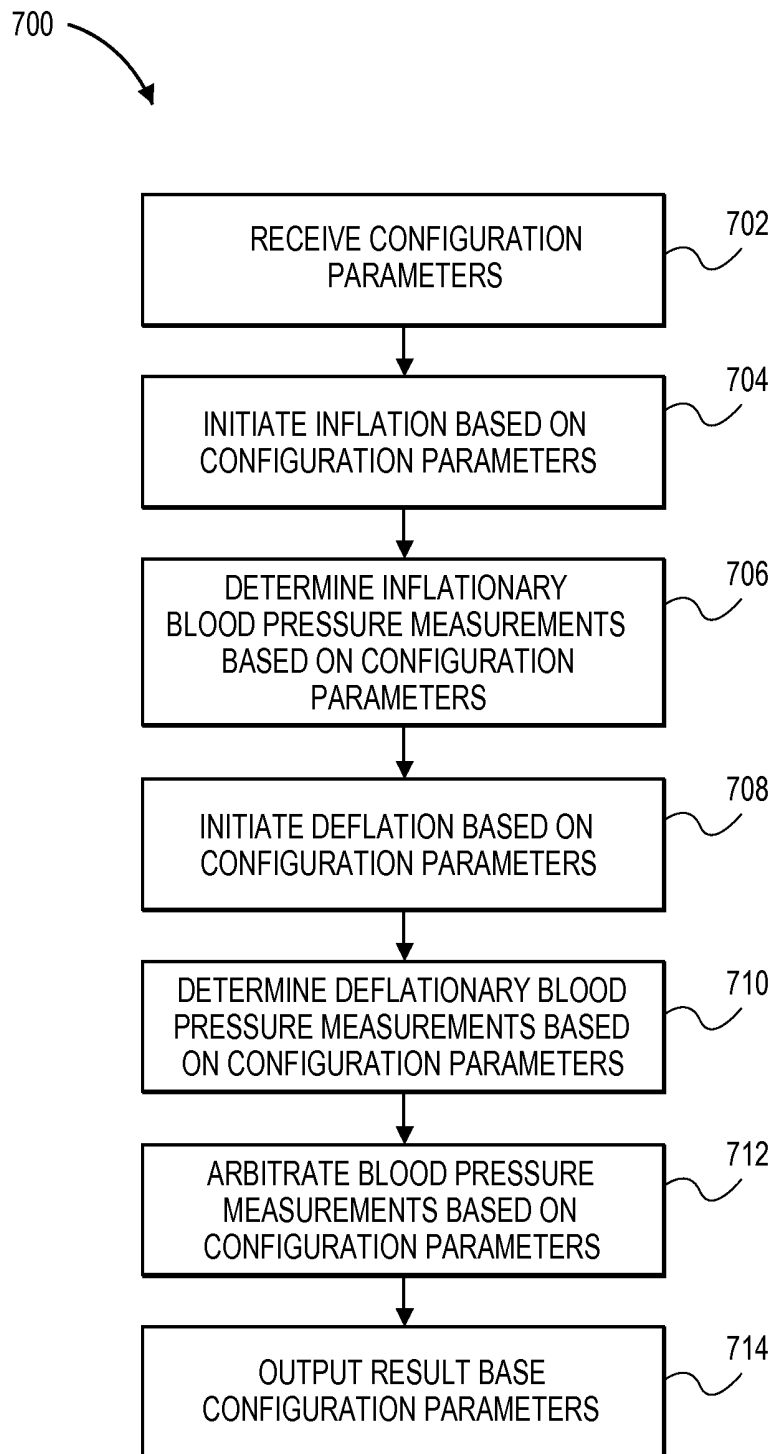 700
RECEIVE CONFIGURATION
PARAMETERS
702
INITIATE INFLATION BASED ON
CONFIGURATION PARAMETERS
704
DETERMINE INFLATIONARY
BLOOD PRESSURE MEASUREMENTS
BASED ON CONFIGURATION
PARAMETERS
706
INITIATE DEFLATION BASED ON
CONFIGURATION PARAMETERS
708
DETERMINE DEFLATIONARY BLOOD
PRESSURE MEASUREMENTS BASED
ON CONFIGURATION PARAMETERS
710
ARBITRATE BLOOD PRESSURE
MEASUREMENTS BASED ON
CONFIGURATION PARAMETERS
712
OUTPUT RESULT BASE
CONFIGURATION PARAMETERS
714